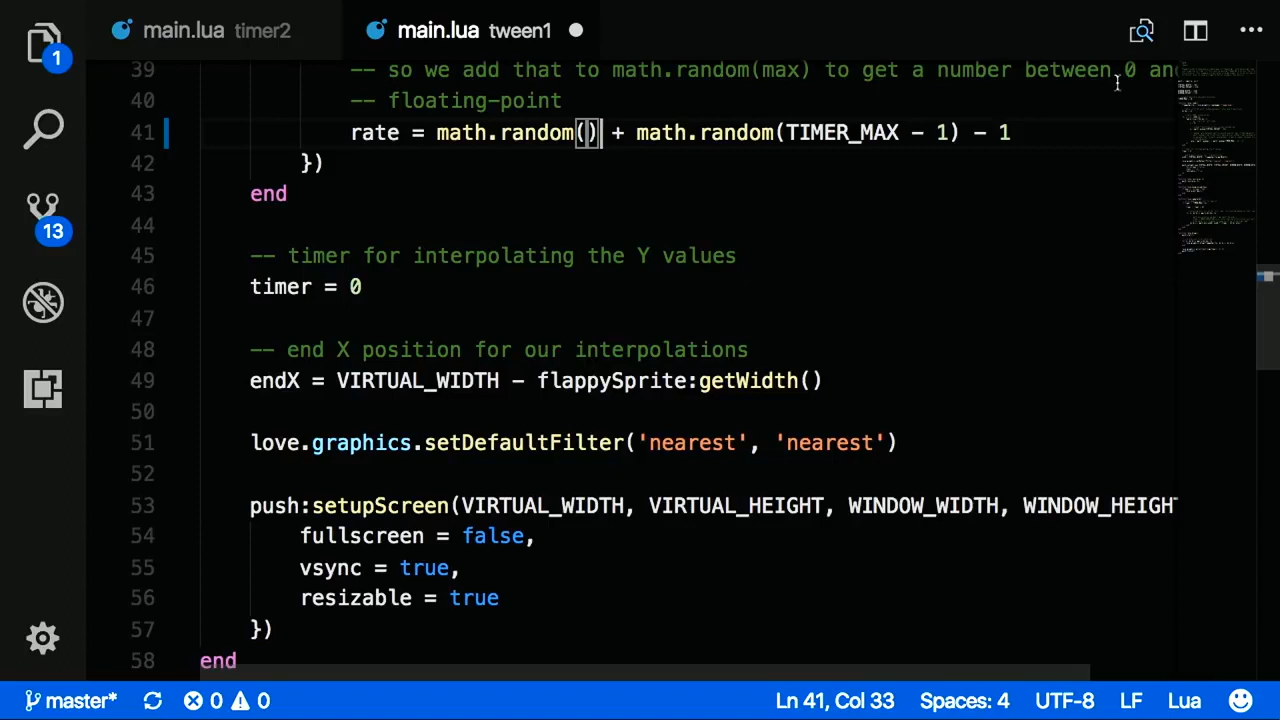 main.lua timer2 main.lua tween1
1
39 -- so we add that to math.random(max) to get a number between 0 an
40 -- floating-point
41 rate = math.random() + math.random(TIMER_MAX - 1) - 1
42 })
43 end
44
45 -- timer for interpolating the Y values
46 timer = 0
47
48 -- end X position for our interpolations
49 endX = VIRTUAL_WIDTH - flappySprite:getWidth()
50
51 love.graphics.setDefaultFilter('nearest', 'nearest')
52
53 push:setupScreen(VIRTUAL_WIDTH, VIRTUAL_HEIGHT, WINDOW_WIDTH, WINDOW_HEIGHT
54 fullscreen = false,
55 vsync = true,
56 resizable = true
57 })
58 end
13
master* 0 0 Ln 41, Col 33 Spaces: 4 UTF-8 LF Lua